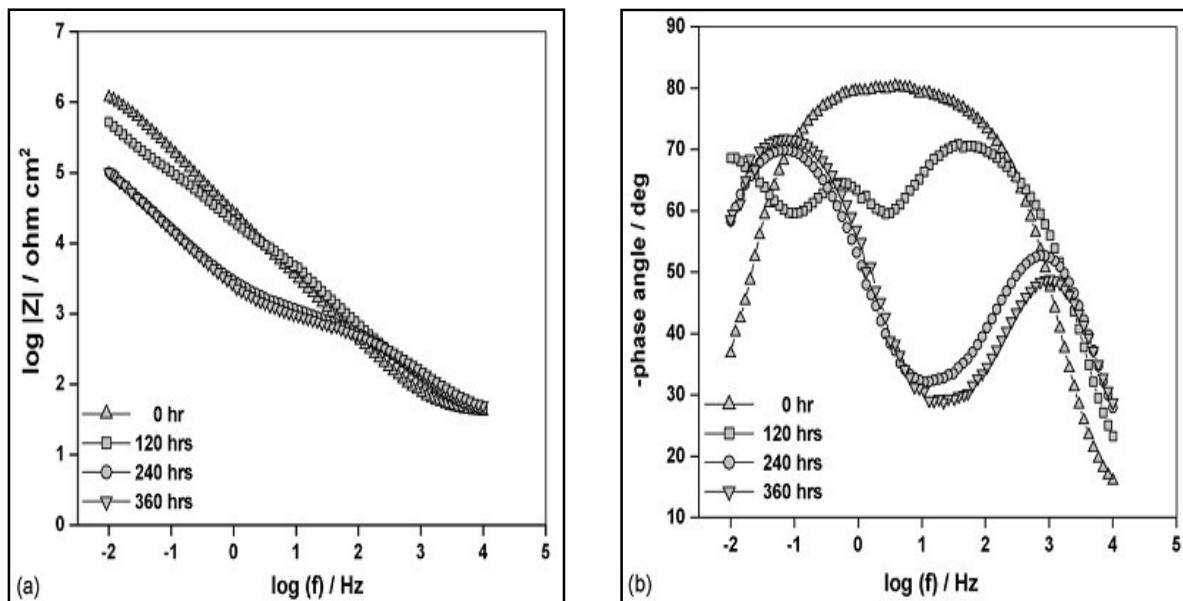 7
6
5
4
3
2
1
0
log |Z| / ohm cm²
0 hr
120 hrs
240 hrs
360 hrs
-2 -1 0 1 2 3 4 5
(a) log (f) / Hz
90
80
70
60
50
40
30
20
10
-phase angle / deg
0 hr
120 hrs
240 hrs
360 hrs
-2 -1 0 1 2 3 4 5
(b) log (f) / Hz